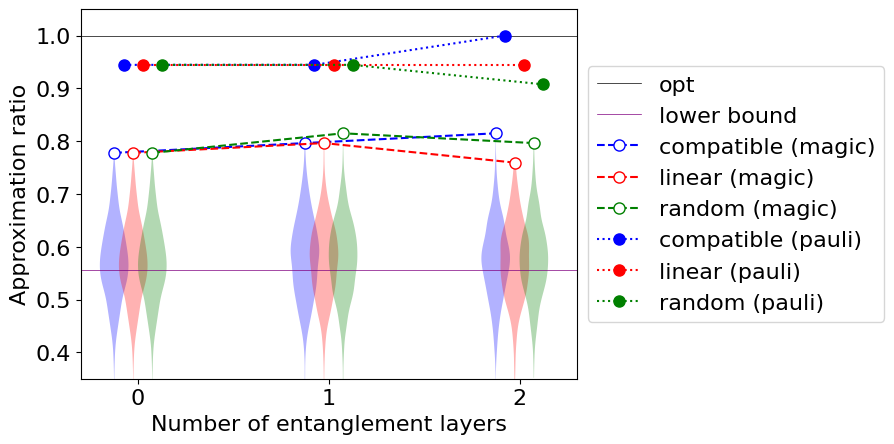 Approximation ratio
1.0
0.9
0.8
0.7
0.6
0.5
0.4
0
1
2
Number of entanglement layers
opt
lower bound
compatible (magic)
linear (magic)
random (magic)
compatible (pauli)
linear (pauli)
random (pauli)